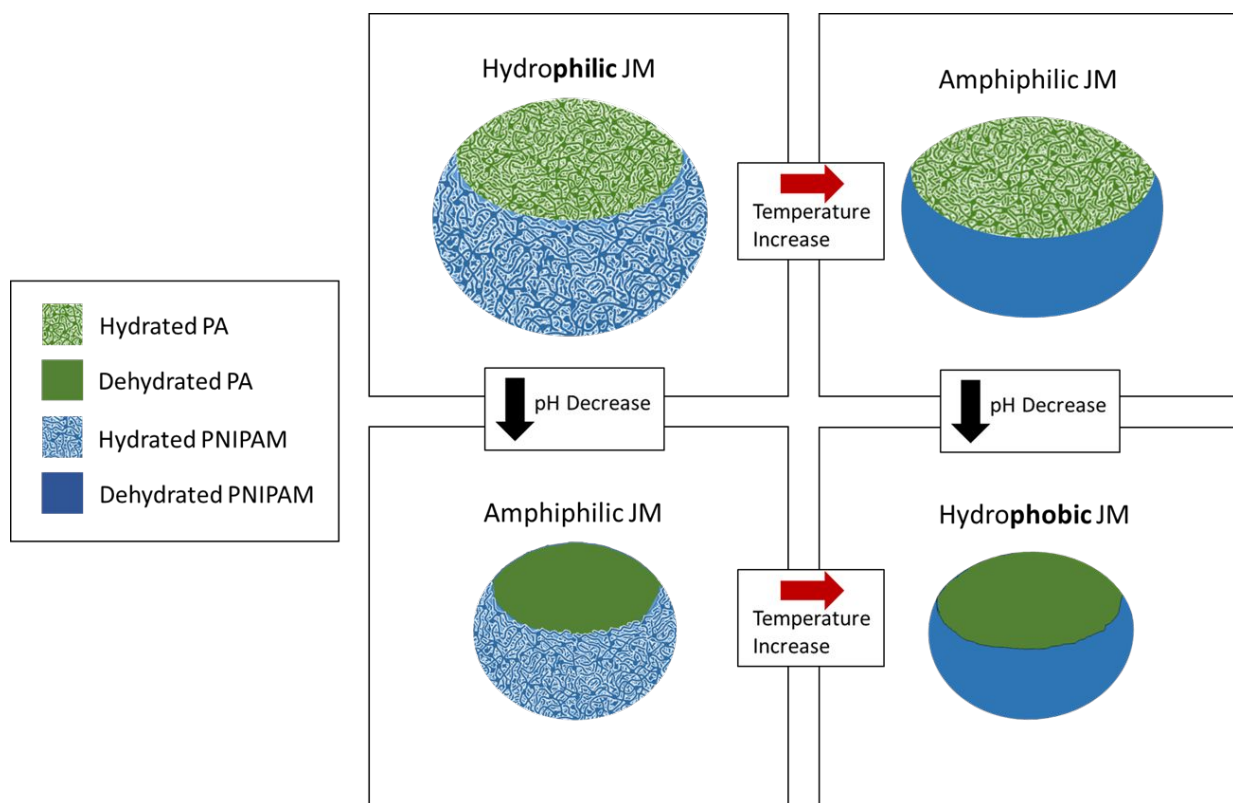 Hydrophilic JM
Amphiphilic JM
Temperature
Increase
Hydrated PA
Dehydrated PA
Hydrated PNIPAM
Dehydrated PNIPAM
pH Decrease
pH Decrease
Amphiphilic JM
Hydrophobic JM
Temperature
Increase